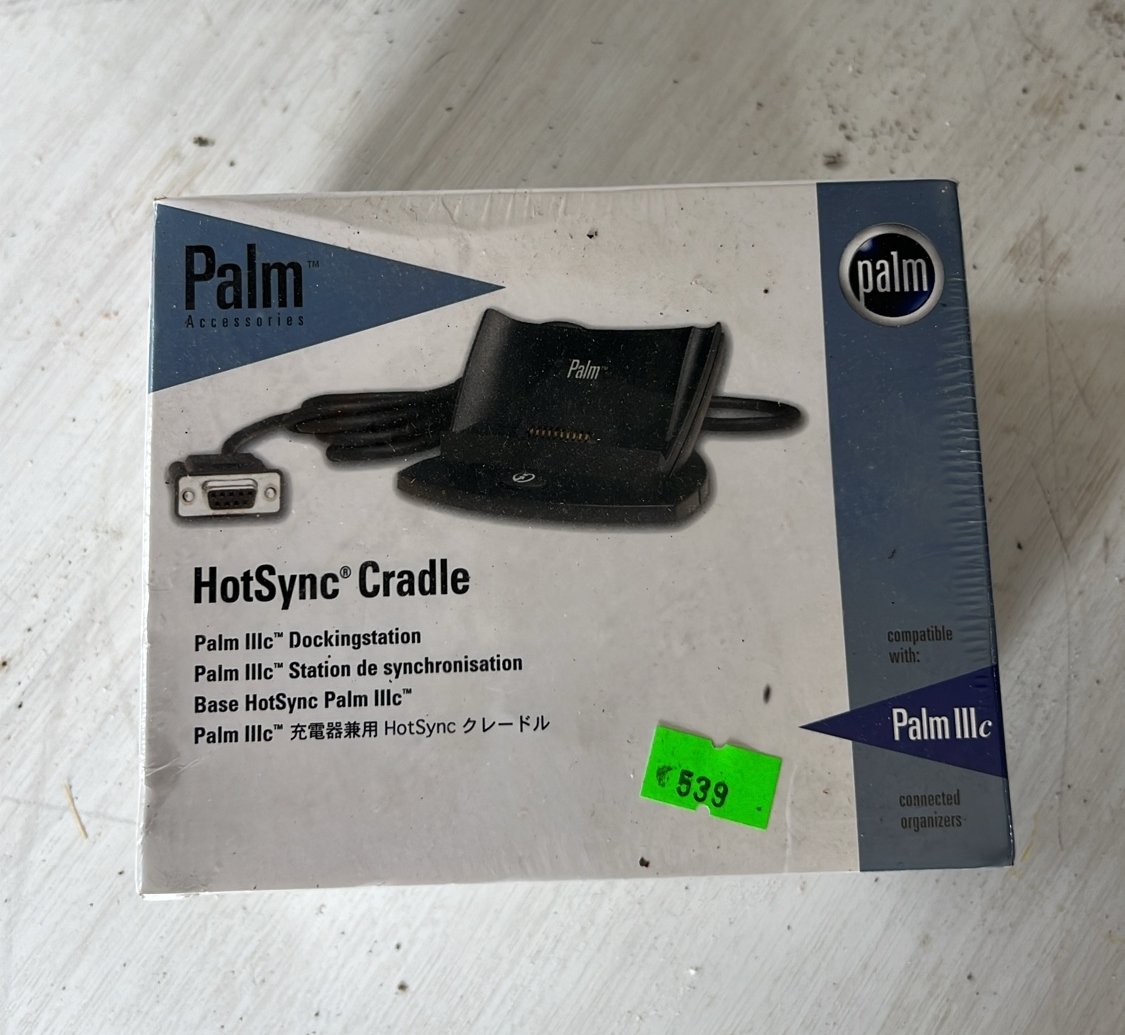 Palm™
Accessories
palm
Palm™
HotSync® Cradle
Palm IIIc™ Dockingstation
Palm IIIc™ Station de synchronisation
Base HotSync Palm IIIc™
Palm IIIc™ 充電器兼用 HotSync クレードル
539
compatible
with:
Palm IIIc
connected
organizers